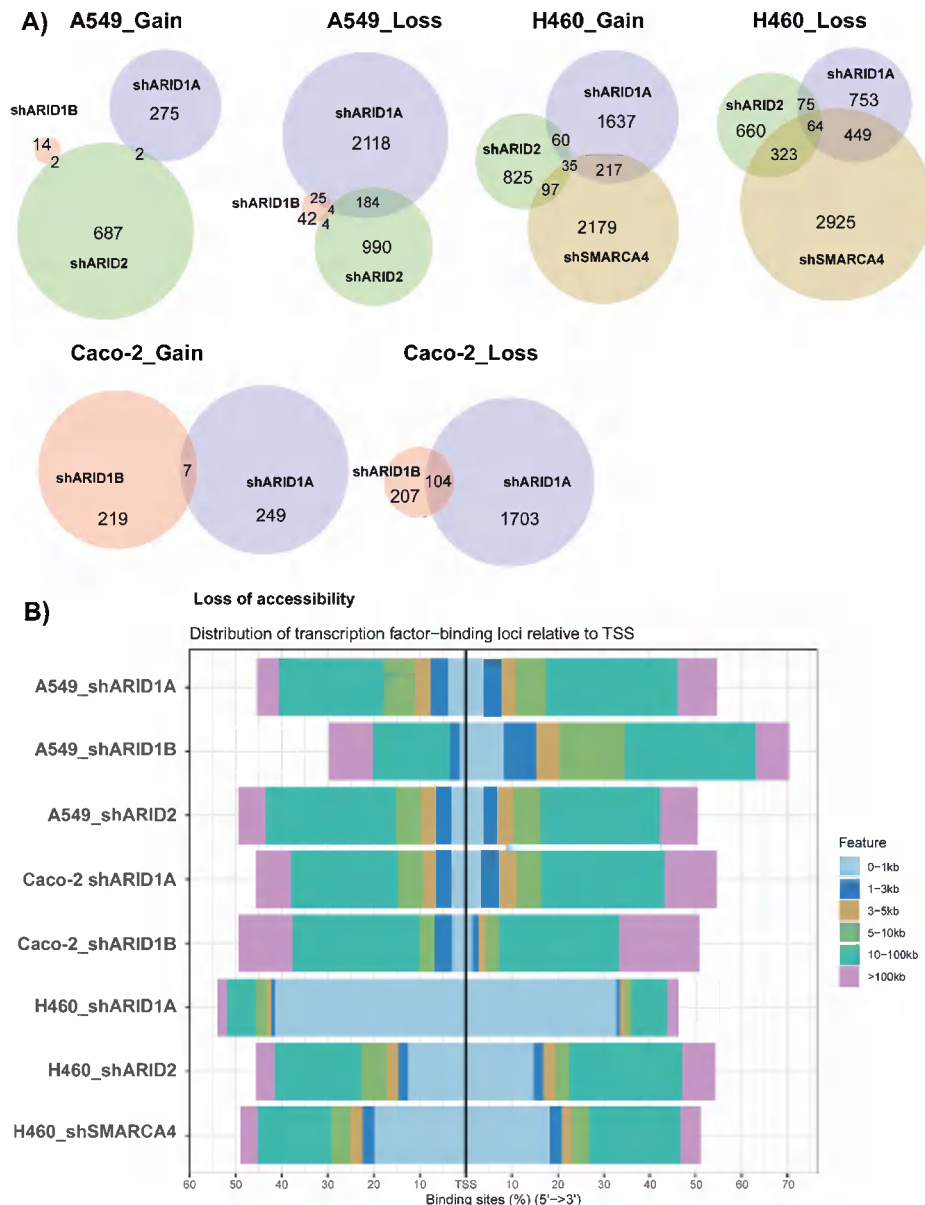 A)
A549_Gain
A549_Loss
H460_Gain
H460_Loss
shARID1A
275
shARID1B
14
2
2
687
shARID2
shARID1A
2118
shARID1B
25
42
4
4
184
990
shARID2
shARID1A
1637
shARID2
825
60
35
217
97
2179
shSMARCA4
shARID1A
753
shARID2
660
75
64
449
323
2925
shSMARCA4
Caco-2_Gain
Caco-2_Loss
shARID1B
219
7
shARID1A
249
shARID1B
207
104
shARID1A
1703
B)
Loss of accessibility
Distribution of transcription factor-binding loci relative to TSS
A549_shARID1A
A549_shARID1B
A549_shARID2
Caco-2 shARID1A
Caco-2_shARID1B
H460_shARID1A
H460_shARID2
H460_shSMARCA4
60 50 40 30 20 10 TSS 10 20 30 40 50 60 70
Binding sites (%) (5'->3')
Feature
0-1kb
1-3kb
3-5kb
5-10kb
10-100kb
>100kb